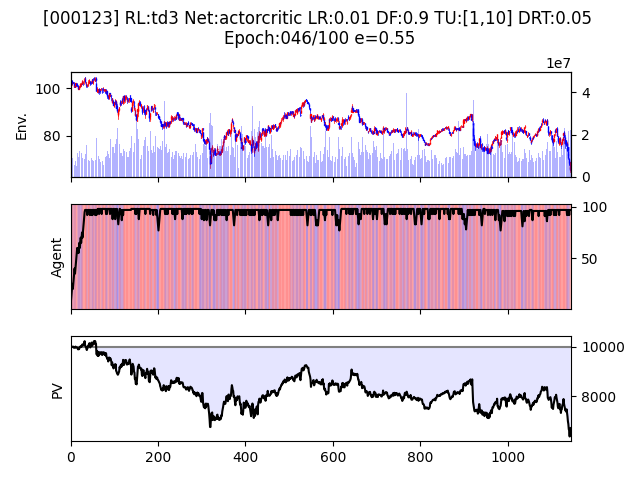 [000123] RL:td3 Net:actorcritic LR:0.01 DF:0.9 TU:[1,10] DRT:0.05
Epoch:046/100 e=0.55
1e7
100
80
Env.
4
2
0
Agent
100
50
PV
10000
8000
0
200
400
600
800
1000